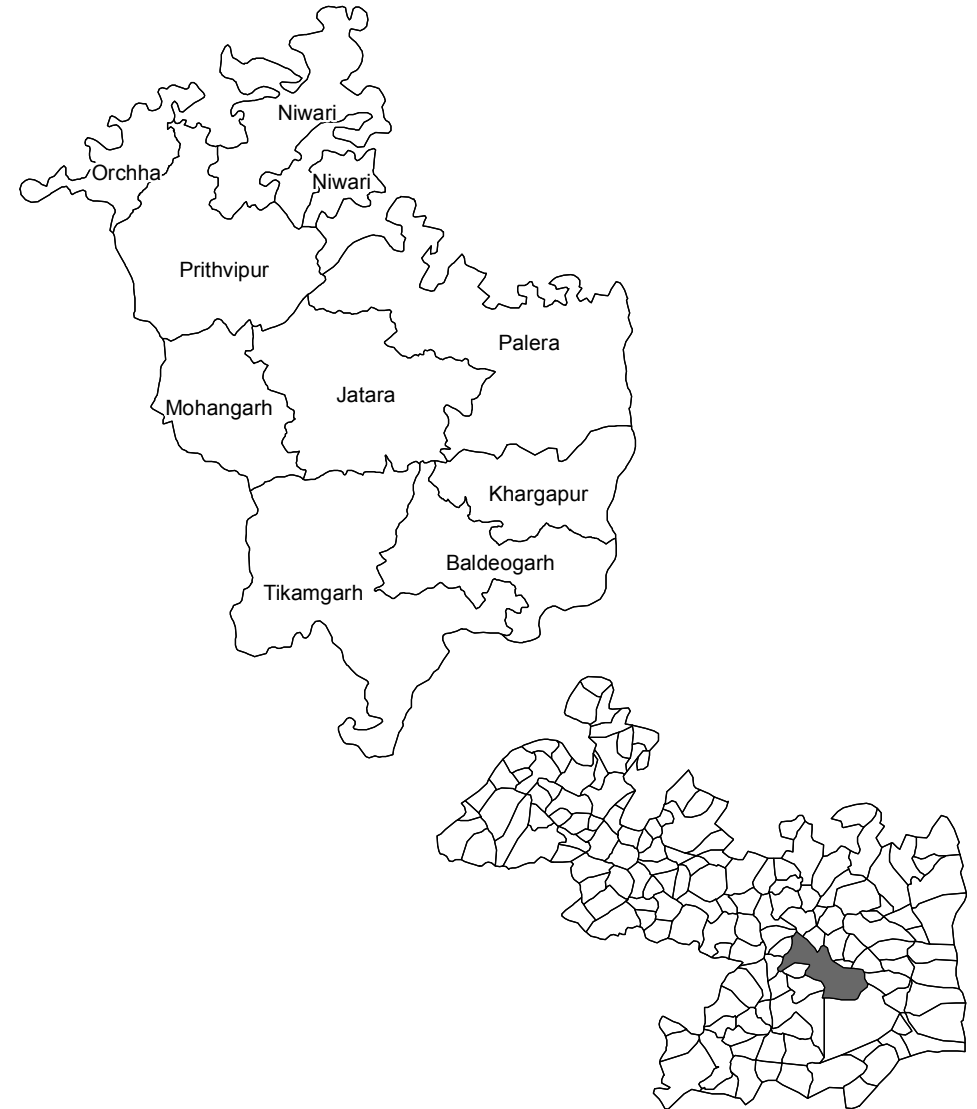 Niwari
Orchha
Niwari
Prithvipur
Palera
Jatara
Mohangarh
Khargapur
Baldeogarh
Tikamgarh